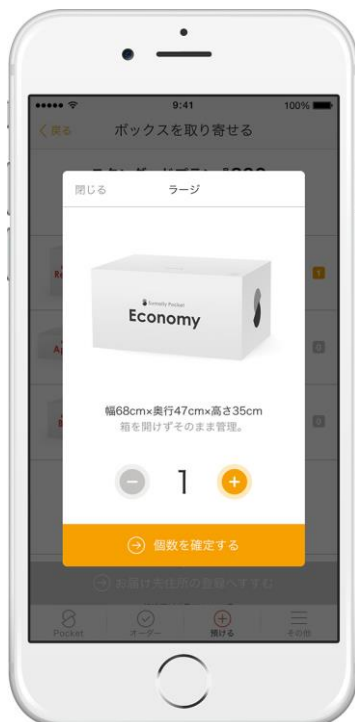 9:41
100%
戻る
ボックスを取り寄せる
閉じる
ラージ
Sumally Pocket
Economy
幅68cm×奥行47cm×高さ35cm
箱を開けずそのまま管理。
1
個数を確定する
お届け先住所の登録へすすむ
Pocket
オーダー
預ける
その他